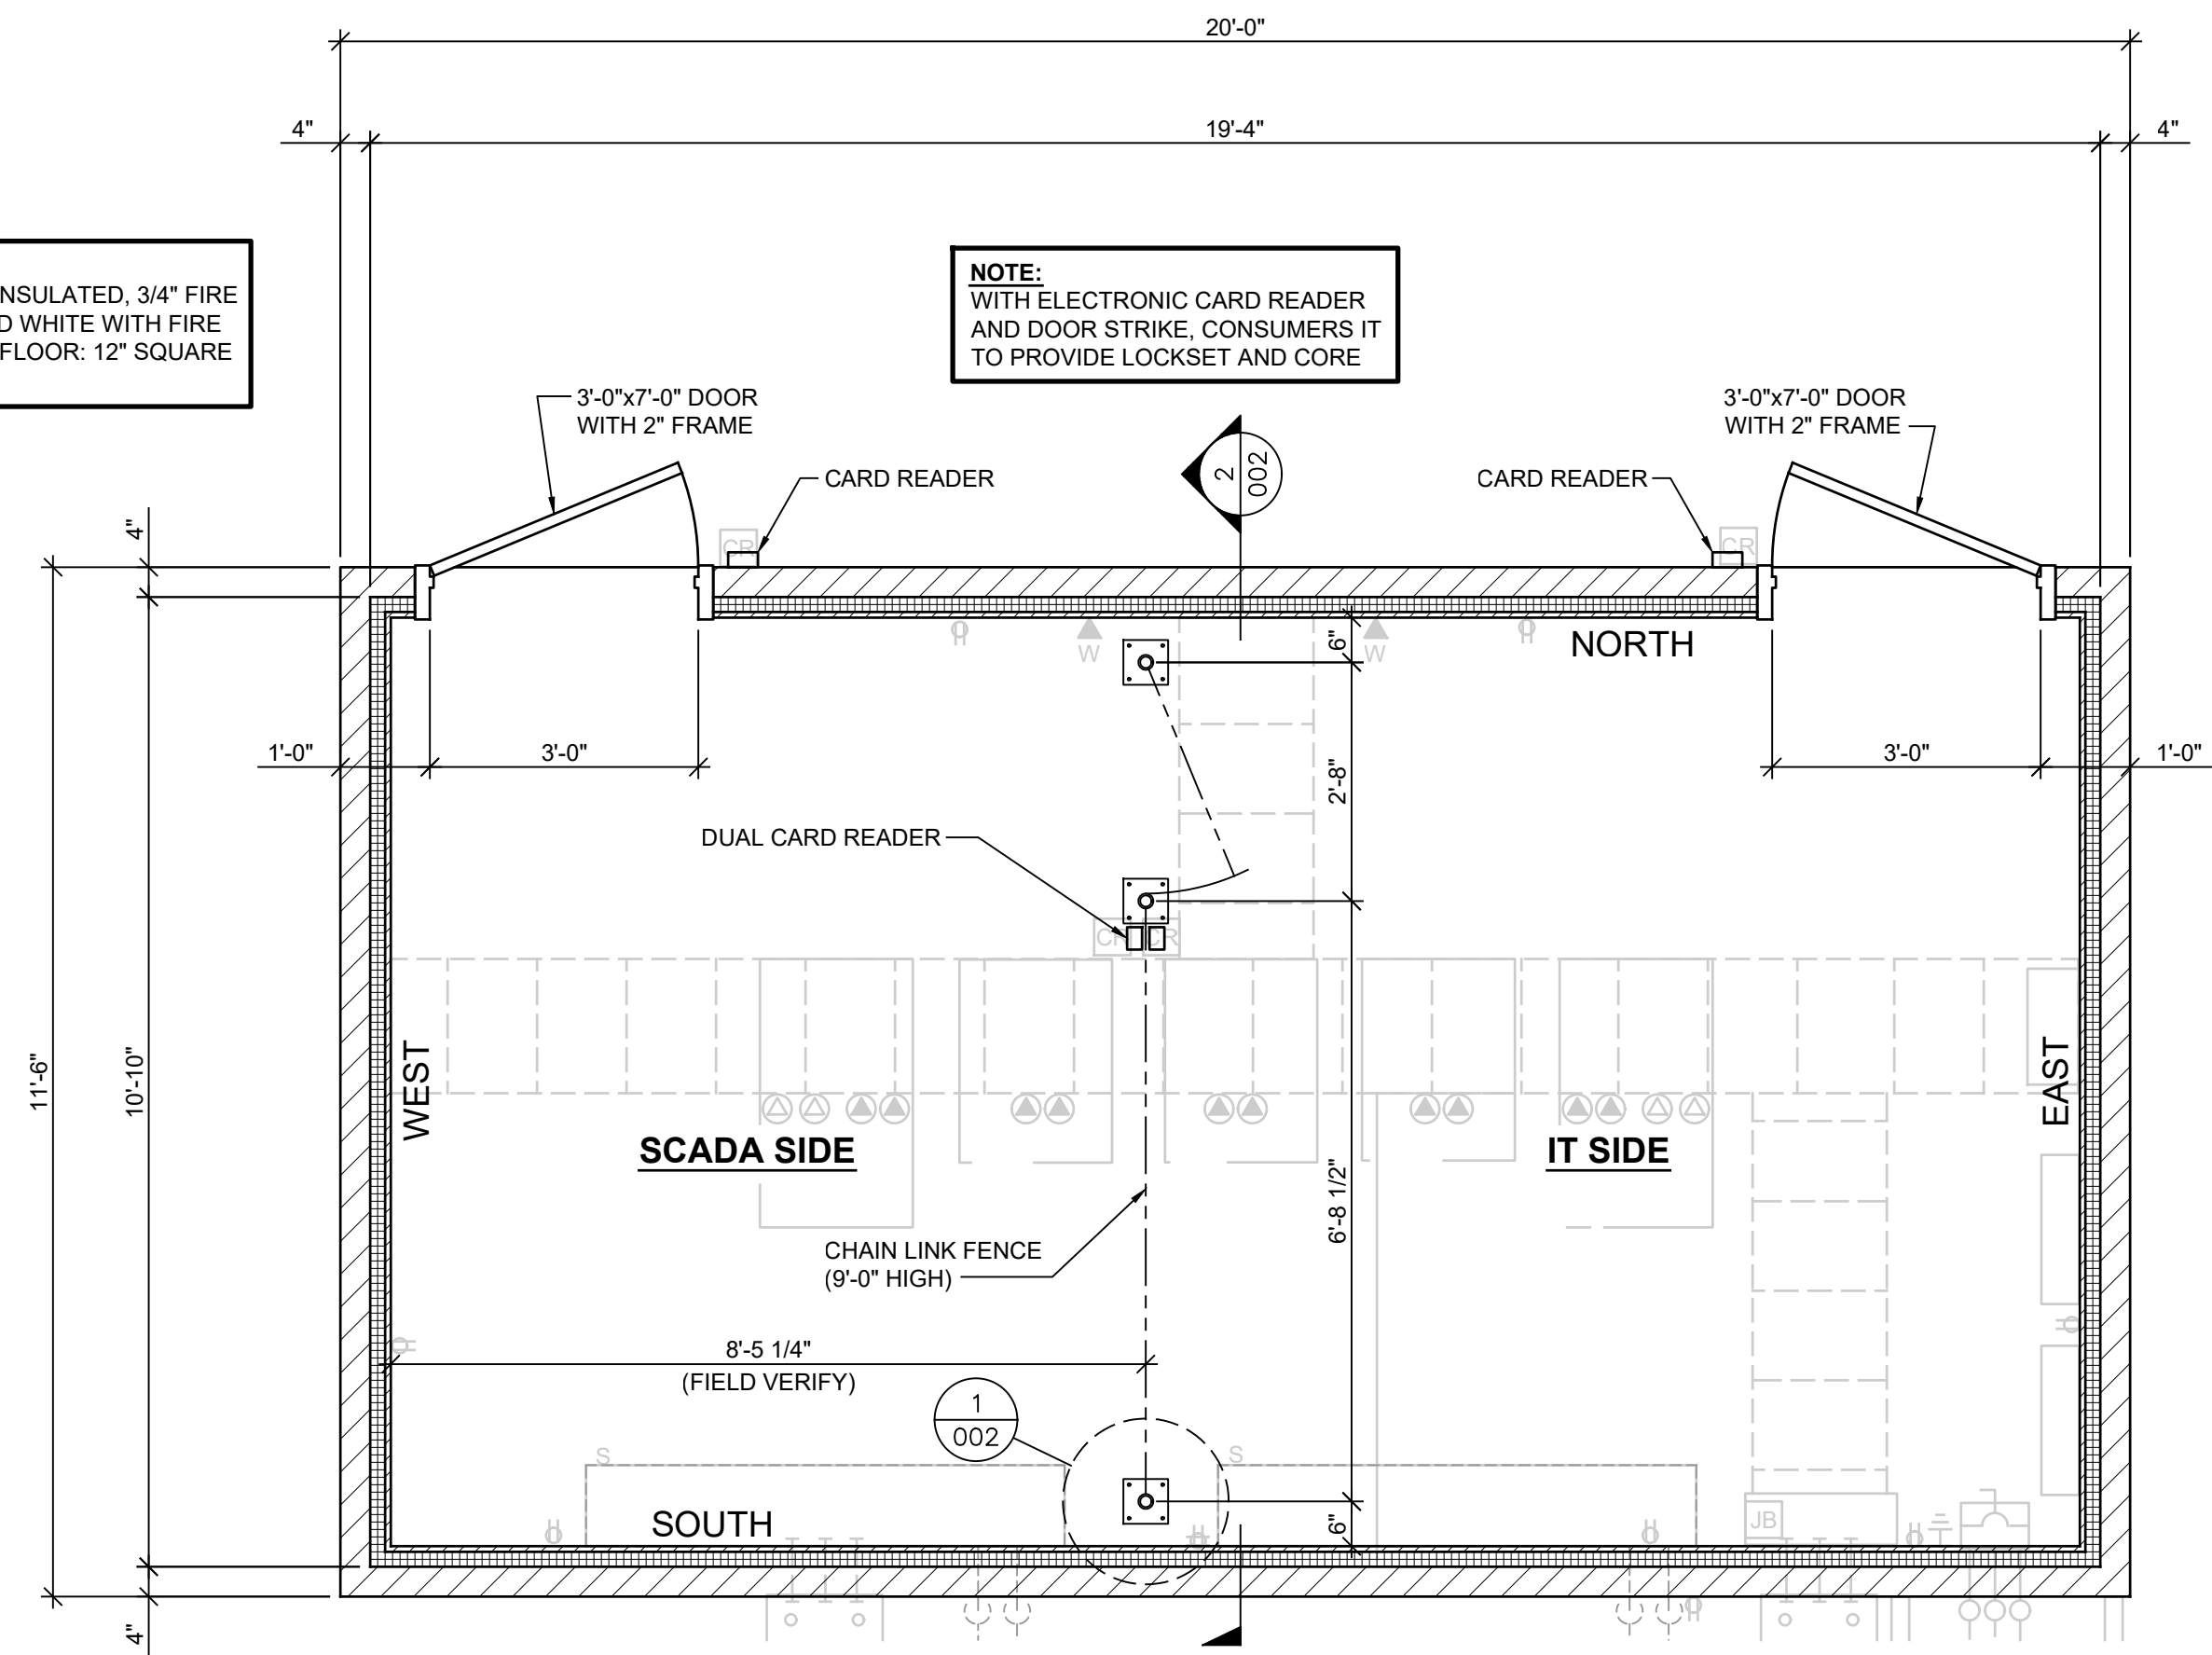 20'-0"
4"
19'-4"
4"
INSULATED, 3/4" FIRE
WHITE WITH FIRE
FLOOR: 12" SQUARE
NOTE:
WITH ELECTRONIC CARD READER
AND DOOR STRIKE, CONSUMERS IT
TO PROVIDE LOCKSET AND CORE
3'-0"x7'-0" DOOR
WITH 2" FRAME
3'-0"x7'-0" DOOR
WITH 2" FRAME
CARD READER
2
002
CARD READER
4"
CR
CR
W
W
6"
NORTH
1'-0"
3'-0"
2'-8"
3'-0"
1'-0"
DUAL CARD READER
CR
CR
11'-6"
10'-10"
WEST
EAST
SCADA SIDE
IT SIDE
6'-8 1/2"
CHAIN LINK FENCE
(9'-0" HIGH)
8'-5 1/4"
(FIELD VERIFY)
1
002
S
S
SOUTH
6"
JB
4"